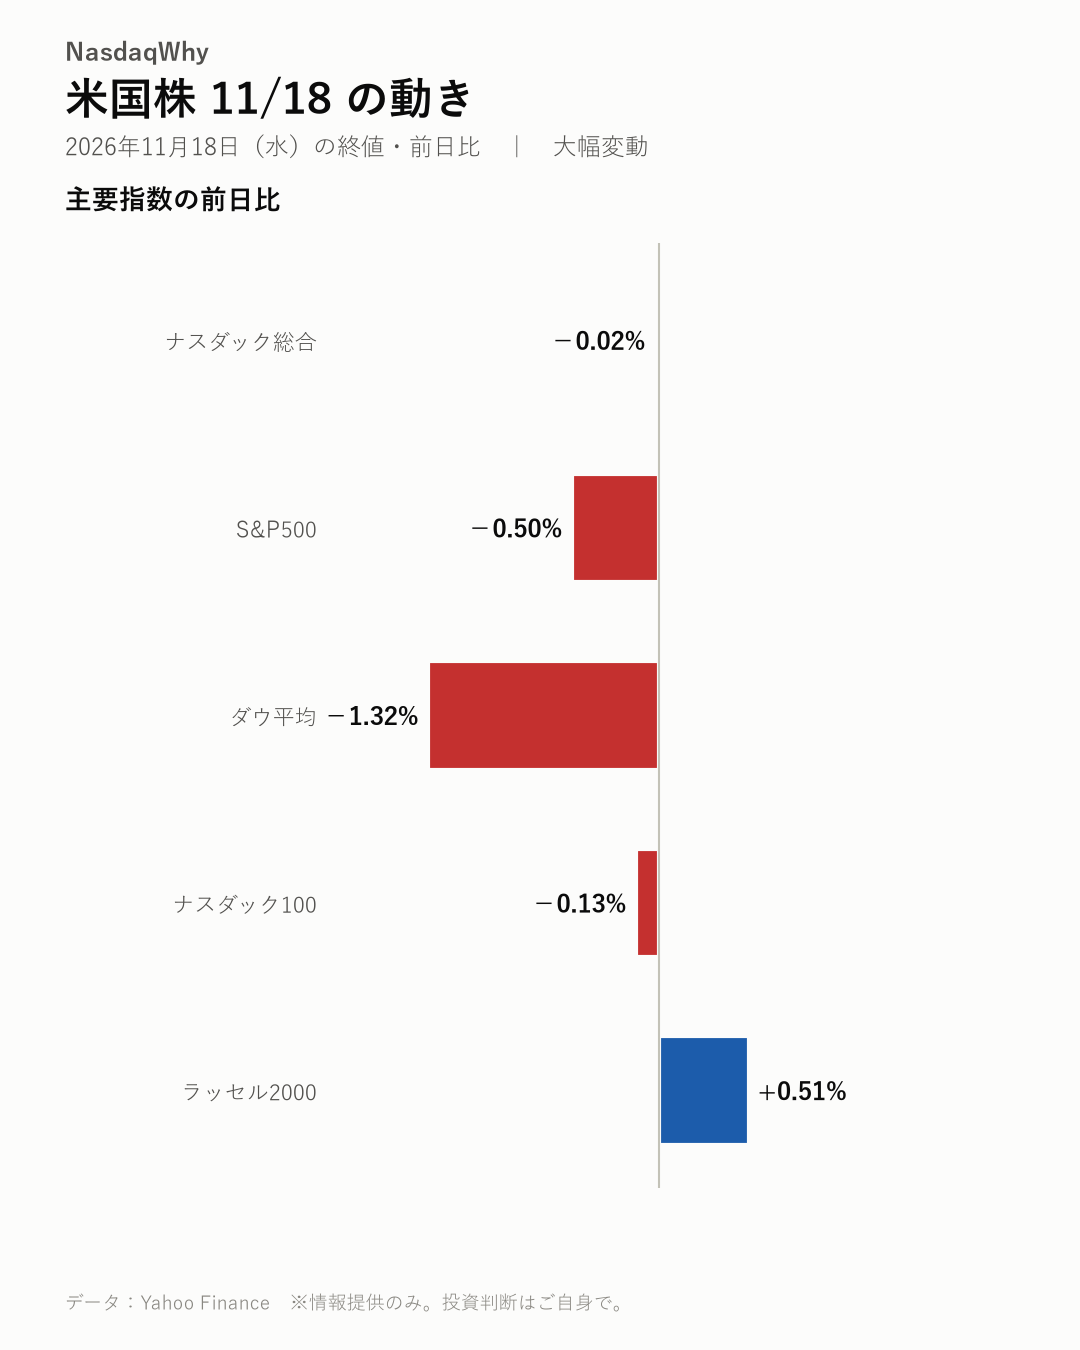 NasdaqWhy
米国株 11/18 の動き
2026年11月18日（水）の終値・前日比　｜　大幅変動
主要指数の前日比
ナスダック総合 −0.02%
S&P500 −0.50%
ダウ平均 −1.32%
ナスダック100 −0.13%
ラッセル2000 +0.51%
データ：Yahoo Finance　※情報提供のみ。投資判断はご自身で。